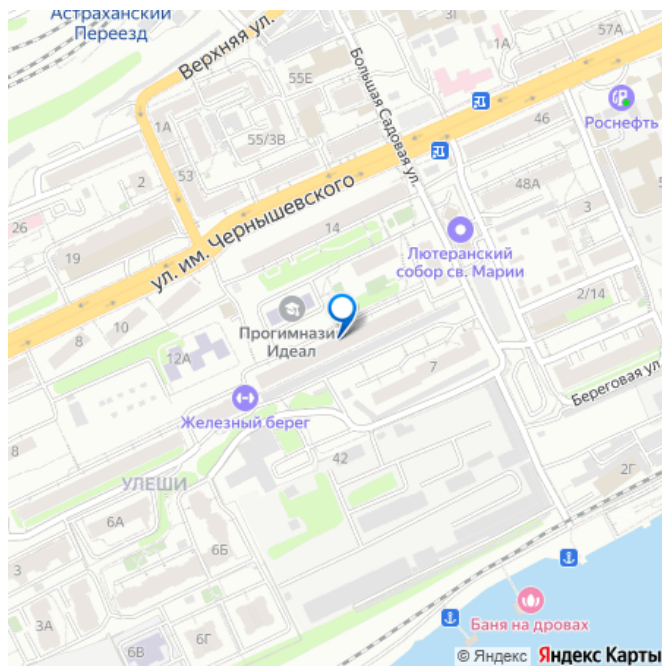 Астраханский
Переезд
Верхняя ул.
3Г
57А
55Е
1А
Большая Садовая ул.
Роснефть
1А
55/3В
46
53
2
48А
ул. им. Чернышевского
26
14
3
19
Лютеранский
собор св. Марии
2/14
10
8
Прогимнази
Идеал
12А
7
Береговая ул.
Железный берег
8
42
2Г
УЛЕШИ
6А
6Б
3
3А
6Г
6В
Баня на дровах
© Яндекс Яндекс Карты